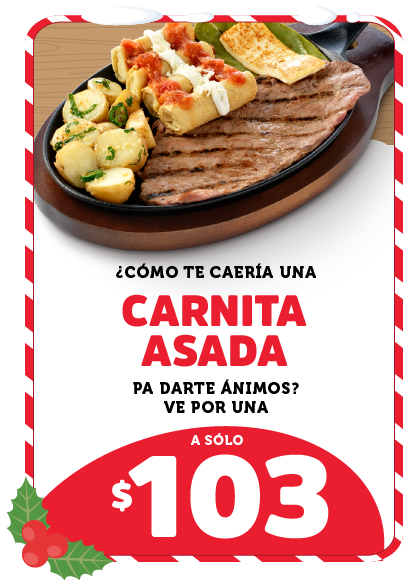 ¿CÓMO TE CAERÍA UNA
CARNITA
ASADA
PA DARTE ÁNIMOS?
VE POR UNA
A SÓLO
$103